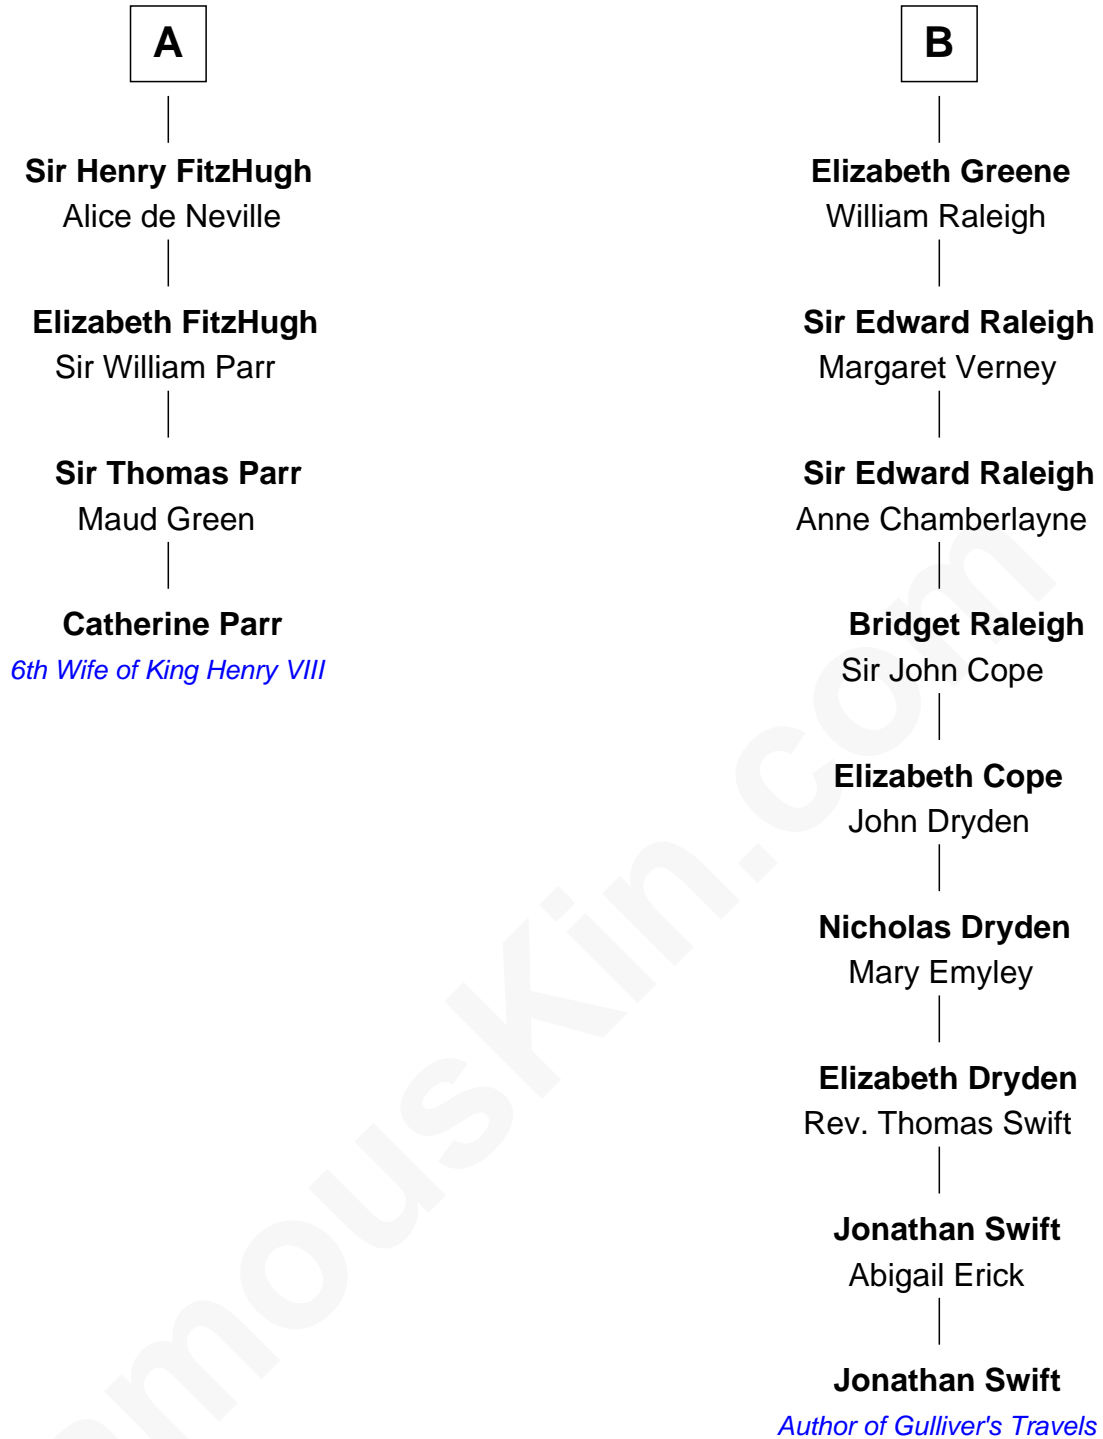 A
Sir Henry FitzHugh
Alice de Neville
Elizabeth FitzHugh
Sir William Parr
Sir Thomas Parr
Maud Green
Catherine Parr
6th Wife of King Henry VIII
B
Elizabeth Greene
William Raleigh
Sir Edward Raleigh
Margaret Verney
Sir Edward Raleigh
Anne Chamberlayne
Bridget Raleigh
Sir John Cope
Elizabeth Cope
John Dryden
Nicholas Dryden
Mary Emyley
Elizabeth Dryden
Rev. Thomas Swift
Jonathan Swift
Abigail Erick
Jonathan Swift
Author of Gulliver's Travels
amouskin.com